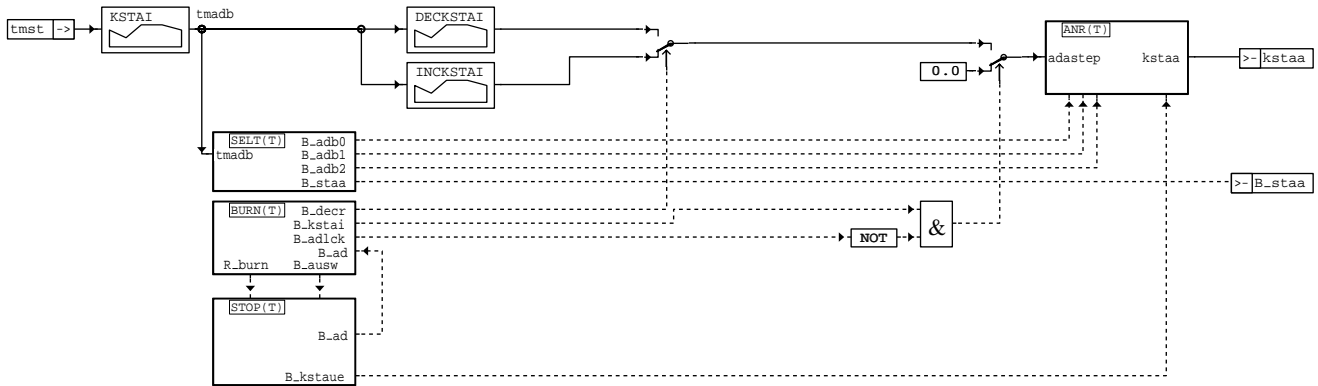 tmst ->
KSTAI
tmadb
DECKSTAI
INCKSTAI
0.0
ANR(T)
adastep
kstaa
>- kstaa
SELT(T)
tmadb
B_adb0
B_adb1
B_adb2
B_staa
>- B_staa
BURN(T)
B_decr
B_kstai
B_adlck
B_ad
R_burn
B_ausw
NOT
&
STOP(T)
B_ad
B_kstaue